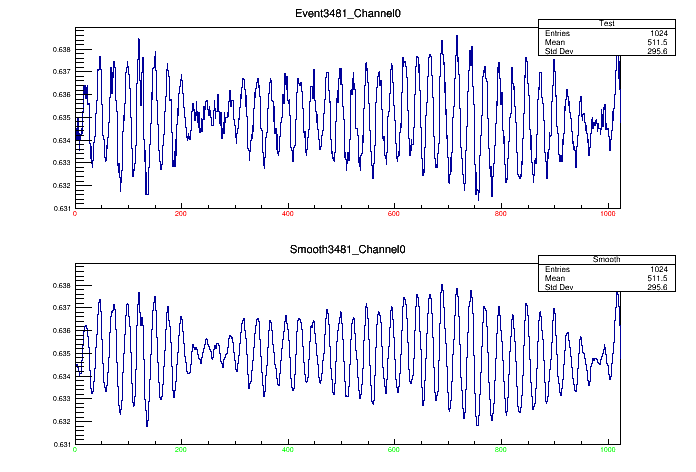 Event3481_Channel0
Test
Entries 1024
Mean 511.5
Std Dev 295.6
0.638
0.637
0.636
0.635
0.634
0.633
0.632
0.631
0 200 400 600 800 1000
Smooth3481_Channel0
Smooth
Entries 1024
Mean 511.5
Std Dev 295.6
0.638
0.637
0.636
0.635
0.634
0.633
0.632
0.631
0 200 400 600 800 1000